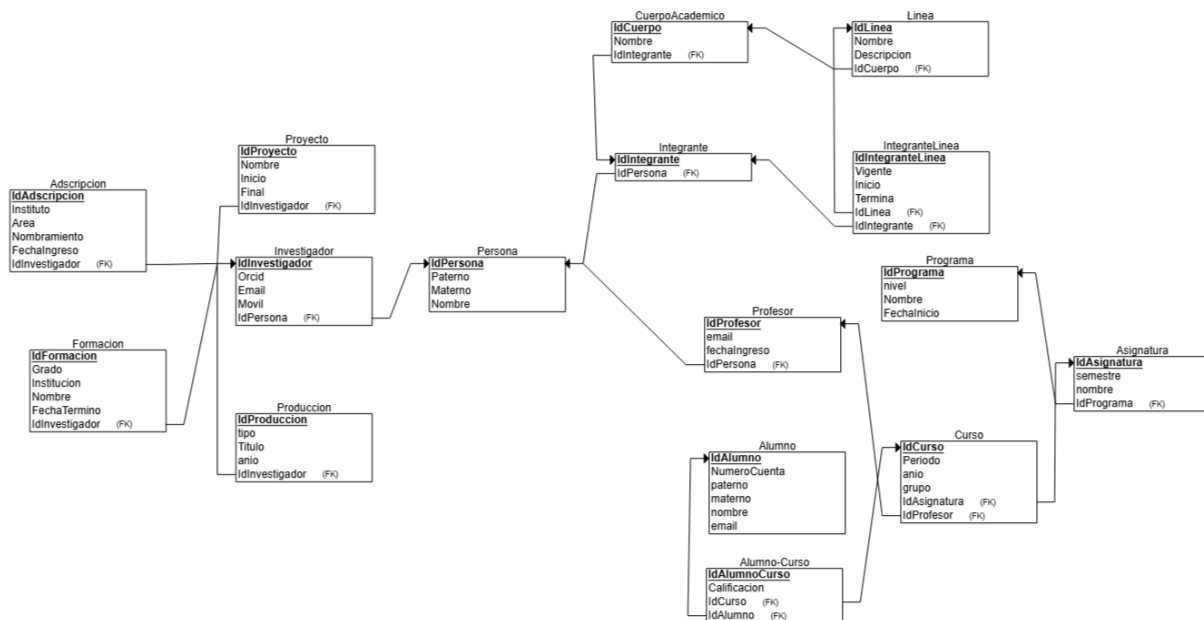 CuerpoAcademico
IdCuerpo
Nombre
IdIntegrante (FK)
Linea
IdLinea
Nombre
Descripcion
IdCuerpo (FK)
Proyecto
IdProyecto
Nombre
Inicio
Final
IdInvestigador (FK)
Integrante
IdIntegrante
IdPersona (FK)
IntegranteLinea
IdIntegranteLinea
Vigente
Inicio
Termina
IdLinea (FK)
IdIntegrante (FK)
Adscripcion
IdAdscripcion
Instituto
Area
Nombramiento
FechaIngreso
IdInvestigador (FK)
Investigador
IdInvestigador
Orcid
Email
Movil
IdPersona (FK)
Persona
IdPersona
Paterno
Materno
Nombre
Programa
IdPrograma
nivel
Nombre
FechaInicio
Profesor
IdProfesor
email
fechaIngreso
IdPersona (FK)
Formacion
IdFormacion
Grado
Institucion
Nombre
FechaTermino
IdInvestigador (FK)
Asignatura
IdAsignatura
semestre
nombre
IdPrograma (FK)
Produccion
IdProduccion
tipo
Titulo
anio
IdInvestigador (FK)
Alumno
IdAlumno
NumeroCuenta
paterno
materno
nombre
email
Curso
IdCurso
Periodo
anio
grupo
IdAsignatura (FK)
IdProfesor (FK)
Alumno-Curso
IdAlumnoCurso
Calificacion
IdCurso (FK)
IdAlumno (FK)